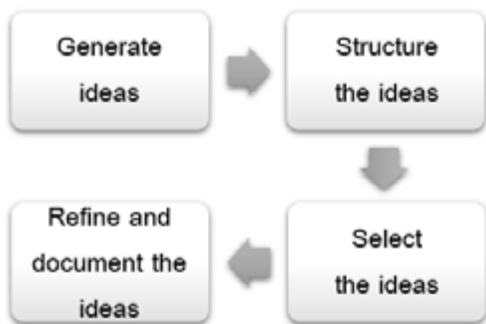 Generate
ideas
Structure
the ideas
Select
the ideas
Refine and
document the
ideas